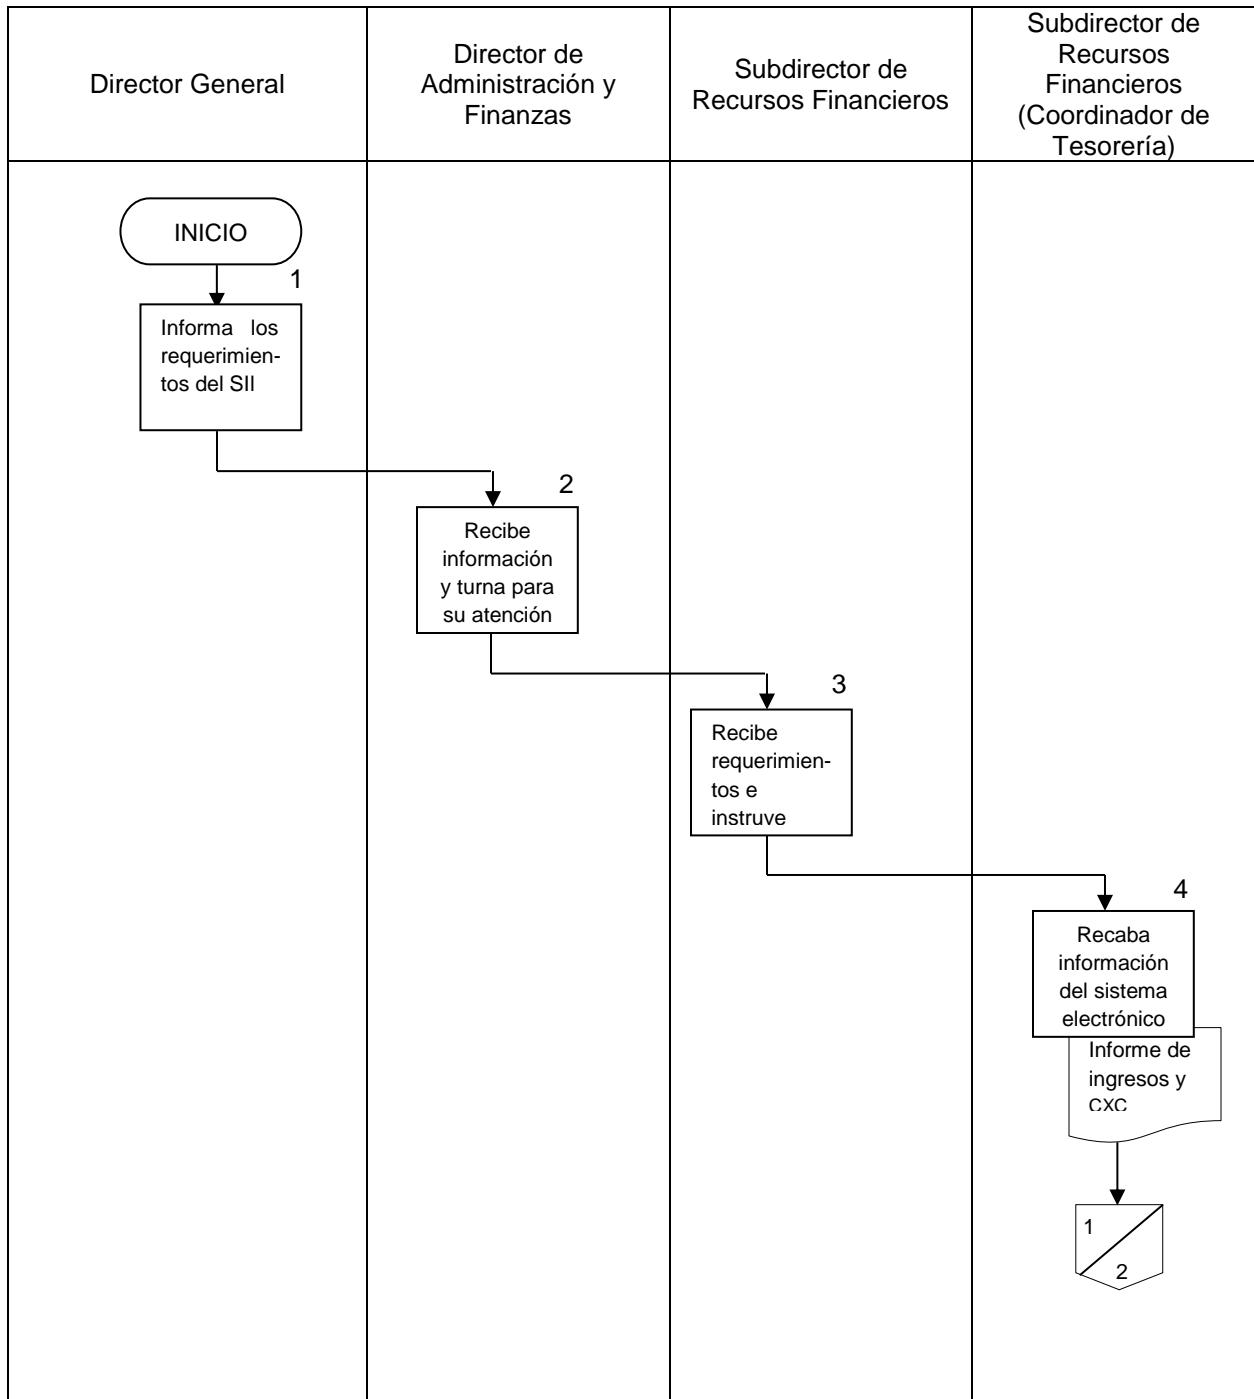 Director General
Director de
Administración y
Finanzas
Subdirector de
Recursos Financieros
Subdirector de
Recursos
Financieros
(Coordinador de
Tesorería)
INICIO
1
Informa los
requerimien-
tos del SII
2
Recibe
información
y turna para
su atención
3
Recibe
requerimien-
tos e
instruye
4
Recaba
información
del sistema
electrónico
Informe de
ingresos y
CXC
1
2